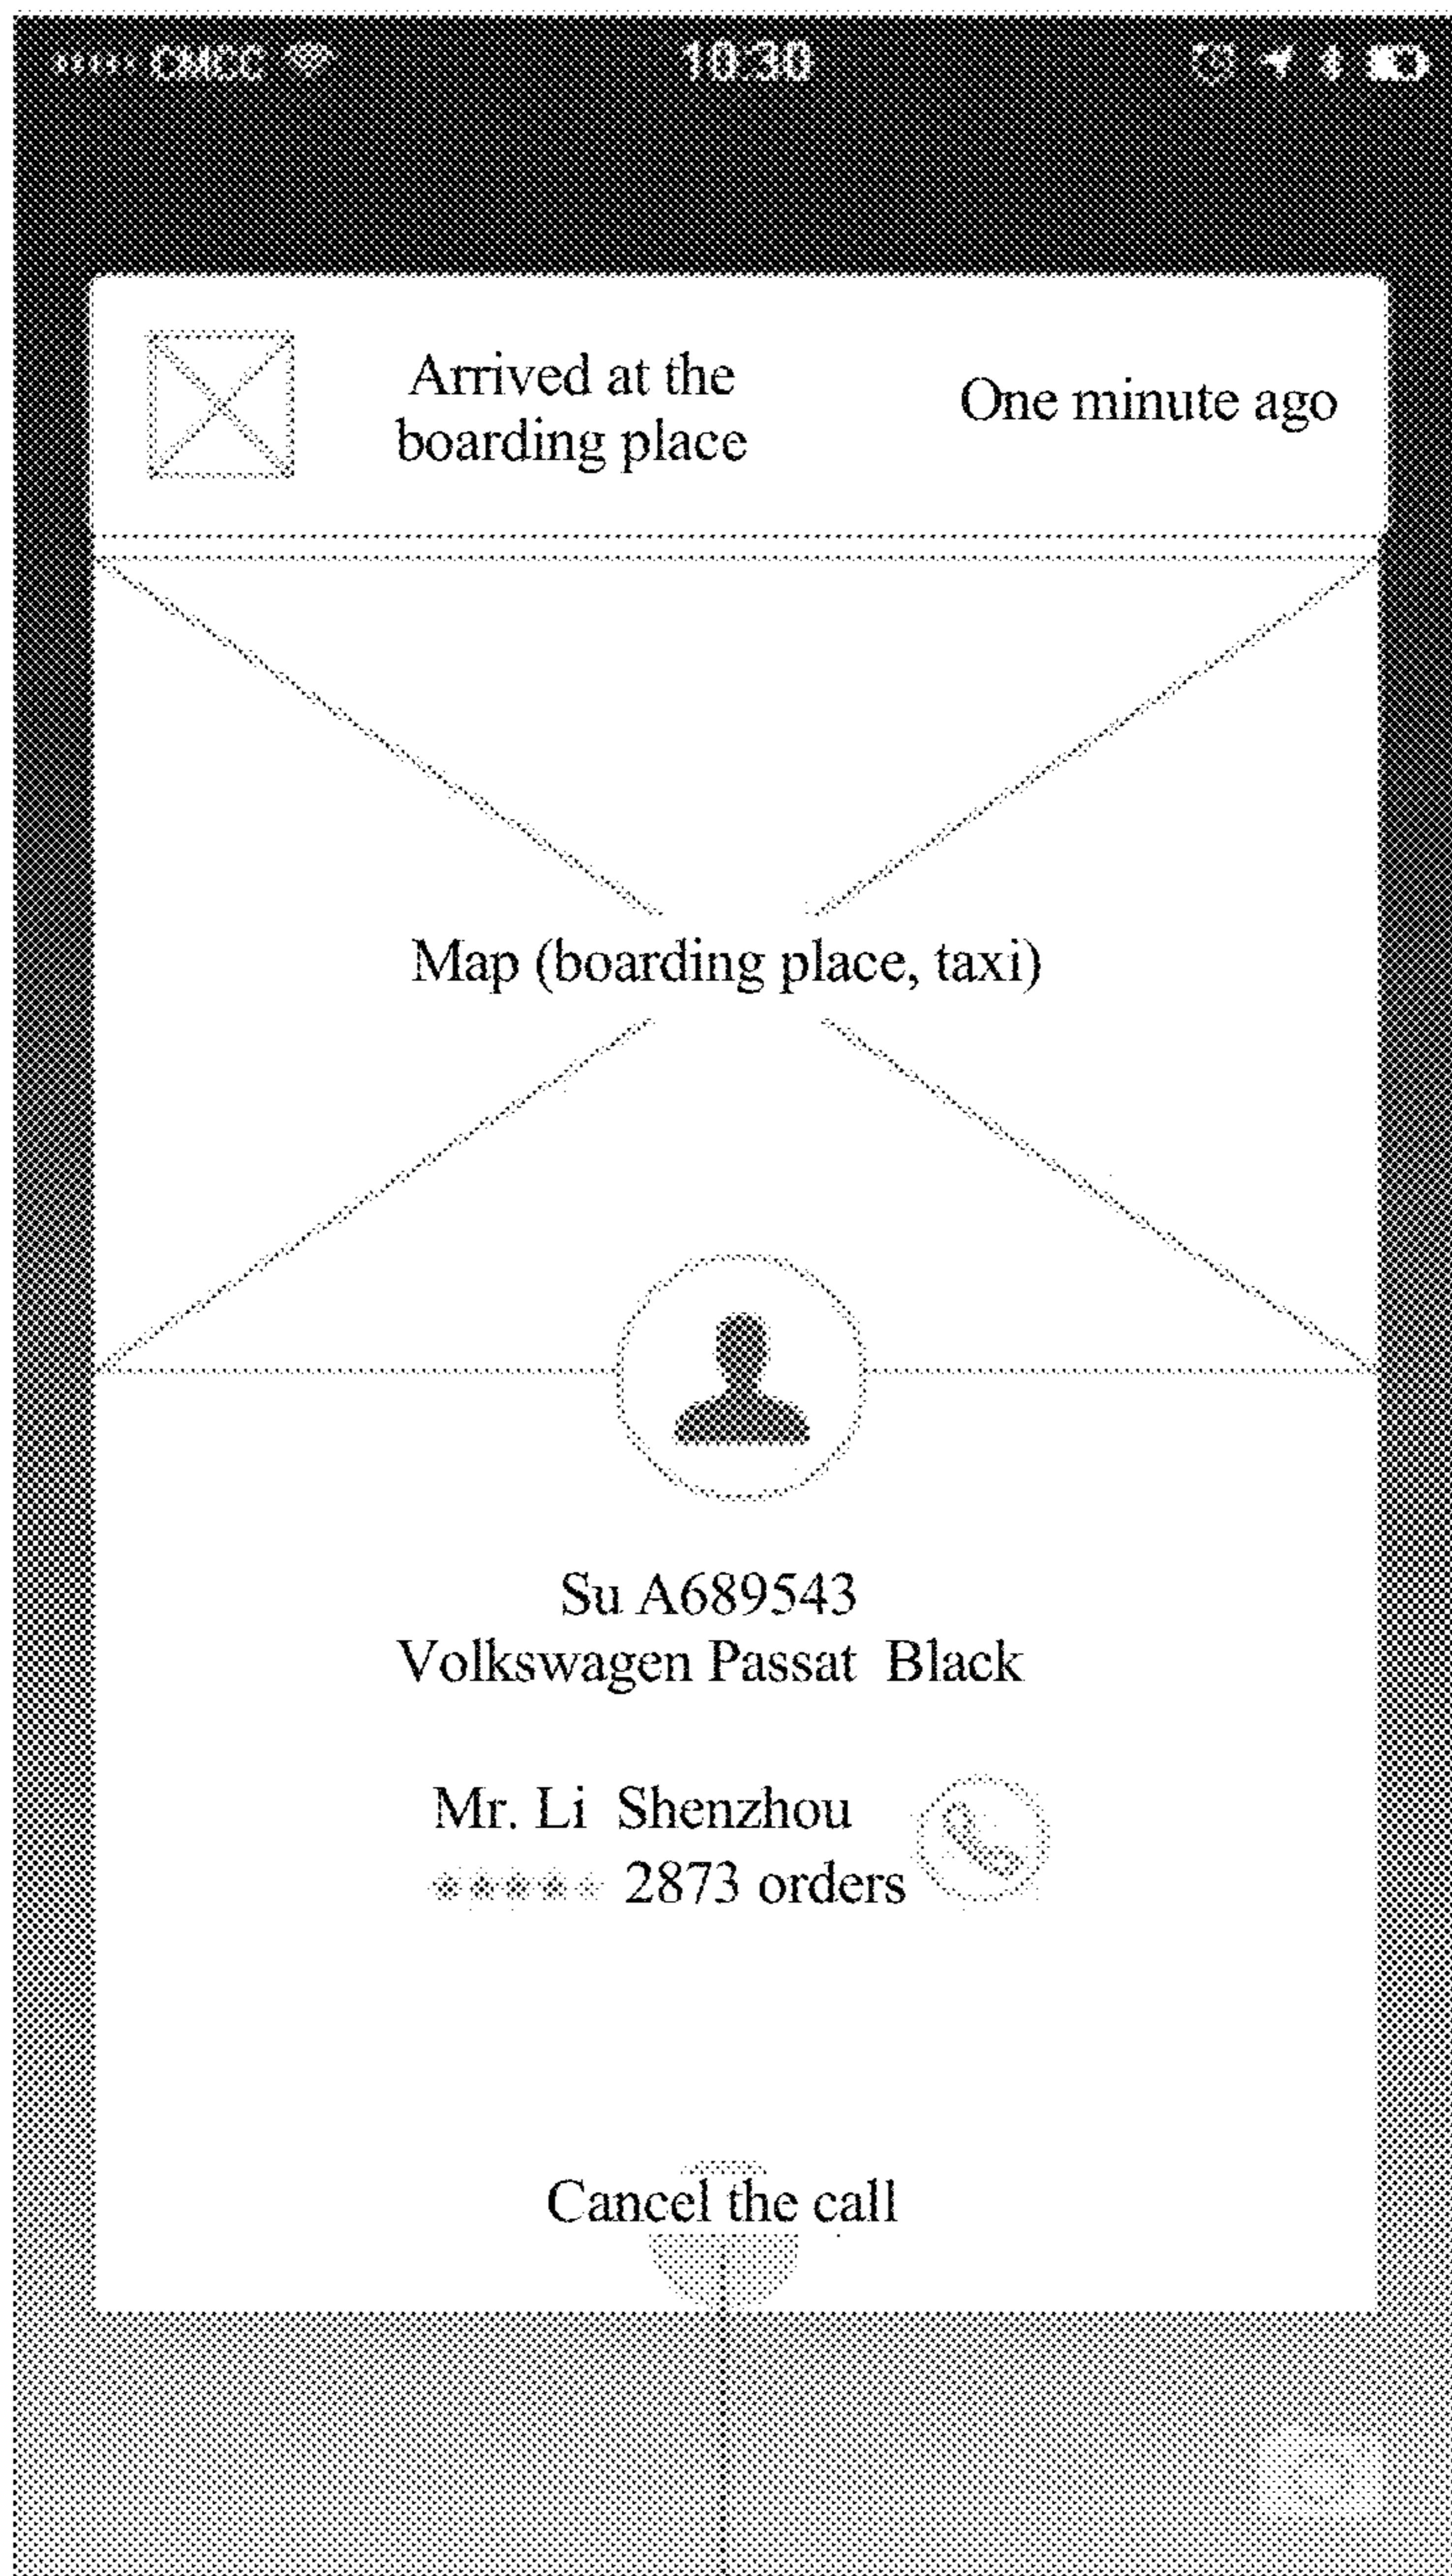 CMCC 10:30
Arrived at the
boarding place
One minute ago
Map (boarding place, taxi)
Su A689543
Volkswagen Passat Black
Mr. Li Shenzhou
2873 orders
Cancel the call